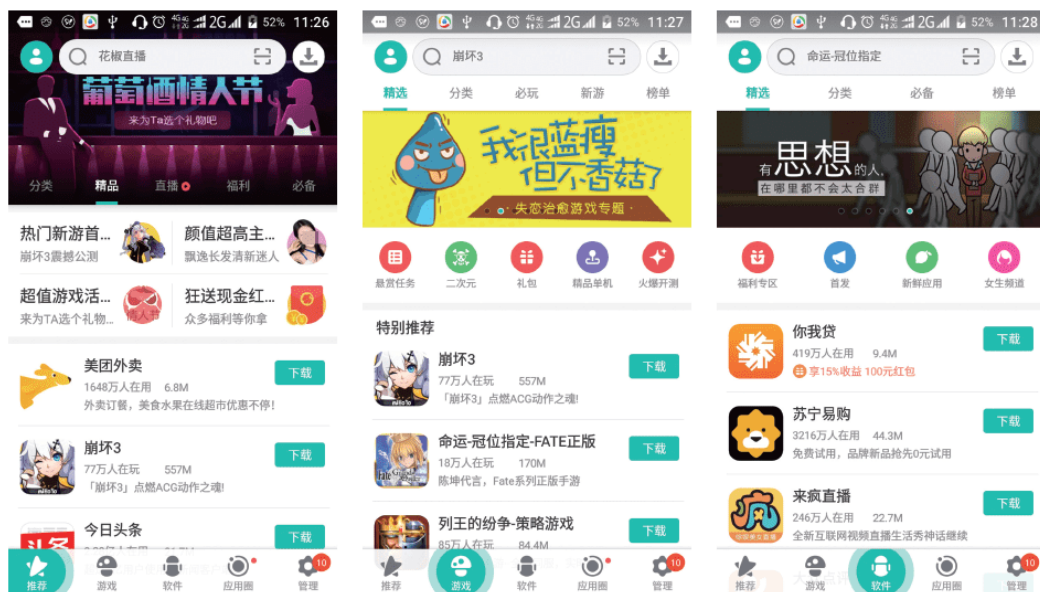 4G 4G 2G 52% 11:26
花椒直播
葡萄酒情人节
来为Ta选个礼物吧
分类 精品 直播 福利 必备
热门新游首...
崩坏3震撼公测
颜值超高主...
飘逸长发清新迷人
超值游戏活...
来为TA选个礼物...
情人节
狂送现金红...
众多福利等你拿
美团外卖
1648万人在用 6.8M
外卖订餐，美食水果在线超市优惠不停!
下载
崩坏3
77万人在玩 557M
「崩坏3」点燃ACG动作之魂!
下载
今日头条
头条
下载
推荐 游戏 软件 应用圈 管理
10
4G 4G 2G 52% 11:27
崩坏3
精选 分类 必玩 新游 榜单
我很蓝瘦
但不香菇了
·失恋治愈游戏专题·
悬赏任务 二次元 礼包 精品单机 火爆开测
特别推荐
崩坏3
77万人在玩 557M
「崩坏3」点燃ACG动作之魂!
下载
命运-冠位指定-FATE正版
18万人在玩 170M
陈坤代言，Fate系列正版手游
下载
列王的纷争-策略游戏
85万人在玩 84.4M
下载
推荐 游戏 软件 应用圈 管理
10
4G 4G 2G 52% 11:28
命运-冠位指定
精选 分类 必备 榜单
有思想的人,
在哪里都不会太合群
福利专区 首发 新鲜应用 女生频道
你我贷
419万人在用 9.4M
享15%收益 100元红包
下载
苏宁易购
3216万人在用 44.3M
免费试用，品牌新品抢先0元试用
下载
来疯直播
246万人在用 22.7M
全新互联网视频直播生活秀神话继续
下载
推荐 游戏 软件 应用圈 管理
10